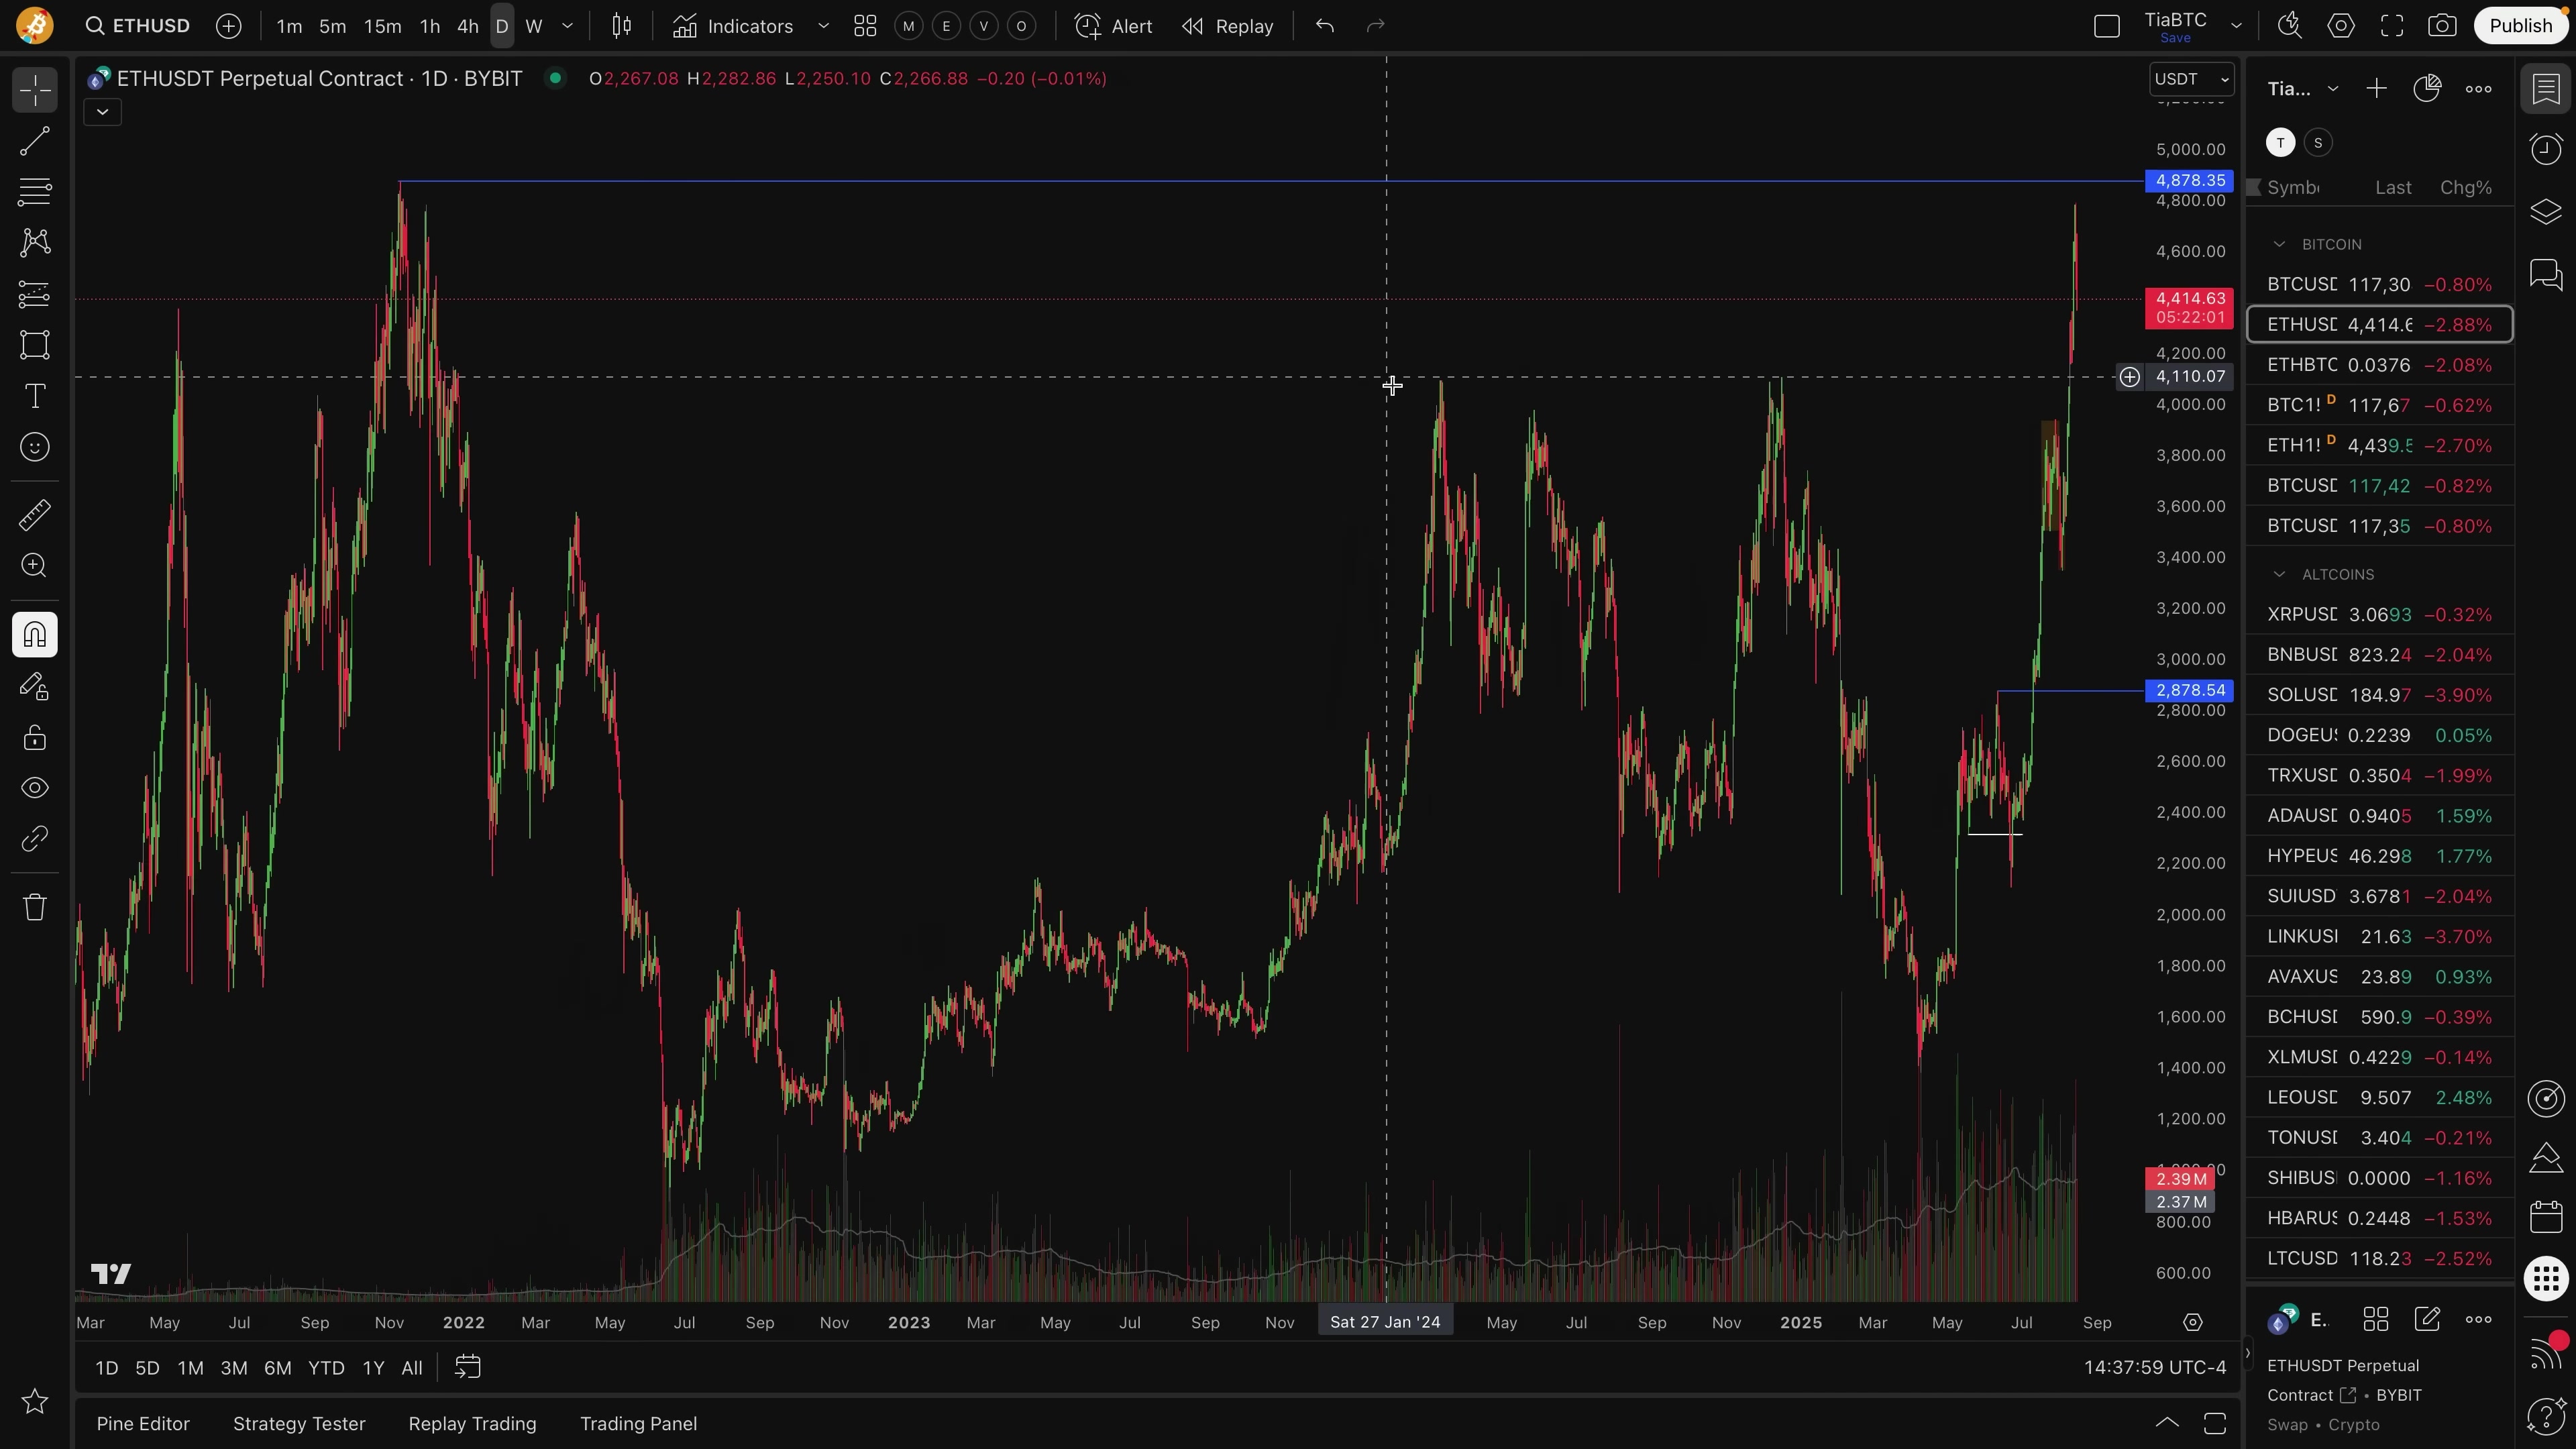 ETHUSD 1m 5m 15m 1h 4h D W Indicators M E V O Alert Replay TiaBTC Save Publish
ETHUSDT Perpetual Contract · 1D · BYBIT O2,267.08 H2,282.86 L2,250.10 C2,266.88 −0.20 (−0.01%)
USDT
5,000.00
4,878.35
4,800.00
4,600.00
4,414.63
05:22:01
4,200.00
4,110.07
4,000.00
3,800.00
3,600.00
3,400.00
3,200.00
3,000.00
2,878.54
2,800.00
2,600.00
2,400.00
2,200.00
2,000.00
1,800.00
1,600.00
1,400.00
1,200.00
2.39 M
2.37 M
800.00
600.00
Mar May Jul Sep Nov 2022 Mar May Jul Sep Nov 2023 Mar May Jul Sep Nov Sat 27 Jan '24 May Jul Sep Nov 2025 Mar May Jul Sep
1D 5D 1M 3M 6M YTD 1Y All
14:37:59 UTC-4
Pine Editor Strategy Tester Replay Trading Trading Panel
Tia...
T S
Symb Last Chg%
BITCOIN
BTCUSD 117,30 −0.80%
ETHUSD 4,414.6 −2.88%
ETHBTC 0.0376 −2.08%
BTC1! D 117,67 −0.62%
ETH1! D 4,439.5 −2.70%
BTCUSD 117,42 −0.82%
BTCUSD 117,35 −0.80%
ALTCOINS
XRPUSD 3.0693 −0.32%
BNBUSD 823.24 −2.04%
SOLUSD 184.97 −3.90%
DOGEUS 0.2239 0.05%
TRXUSD 0.3504 −1.99%
ADAUSD 0.9405 1.59%
HYPEUS 46.298 1.77%
SUIUSD 3.6781 −2.04%
LINKUS 21.63 −3.70%
AVAXUS 23.89 0.93%
BCHUSD 590.9 −0.39%
XLMUSD 0.4229 −0.14%
LEOUSD 9.507 2.48%
TONUSD 3.404 −0.21%
SHIBUS 0.0000 −1.16%
HBARUS 0.2448 −1.53%
LTCUSD 118.23 −2.52%
E.
ETHUSDT Perpetual
Contract • BYBIT
Swap • Crypto